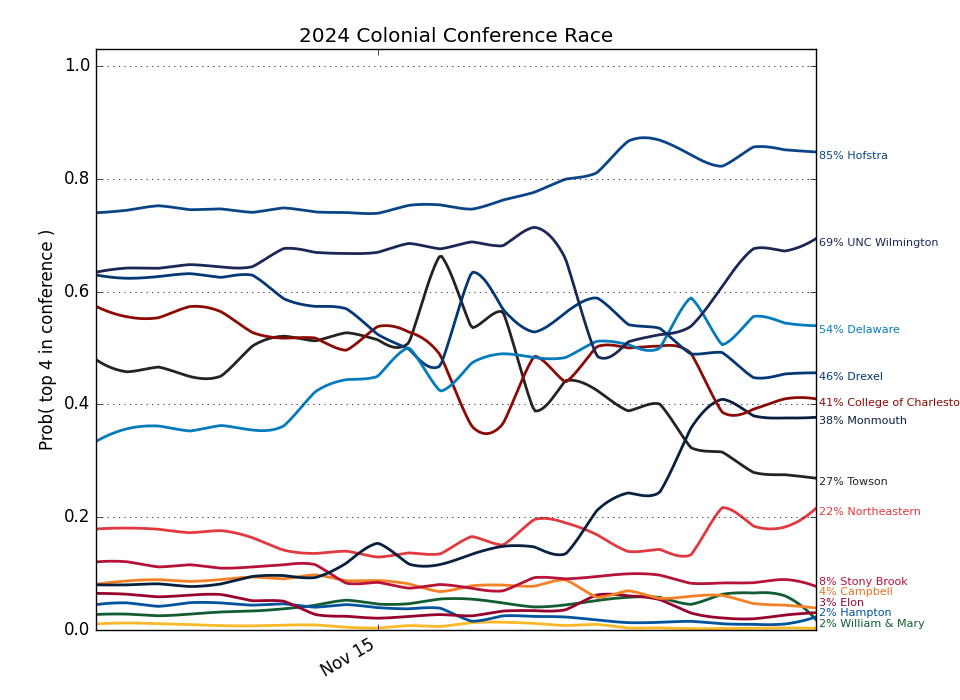 2024 Colonial Conference Race
Prob( top 4 in conference )
1.0
0.8
0.6
0.4
0.2
0.0
Nov 15
85% Hofstra
69% UNC Wilmington
54% Delaware
46% Drexel
41% College of Charlesto
38% Monmouth
27% Towson
22% Northeastern
8% Stony Brook
4% Campbell
3% Elon
2% Hampton
2% William & Mary